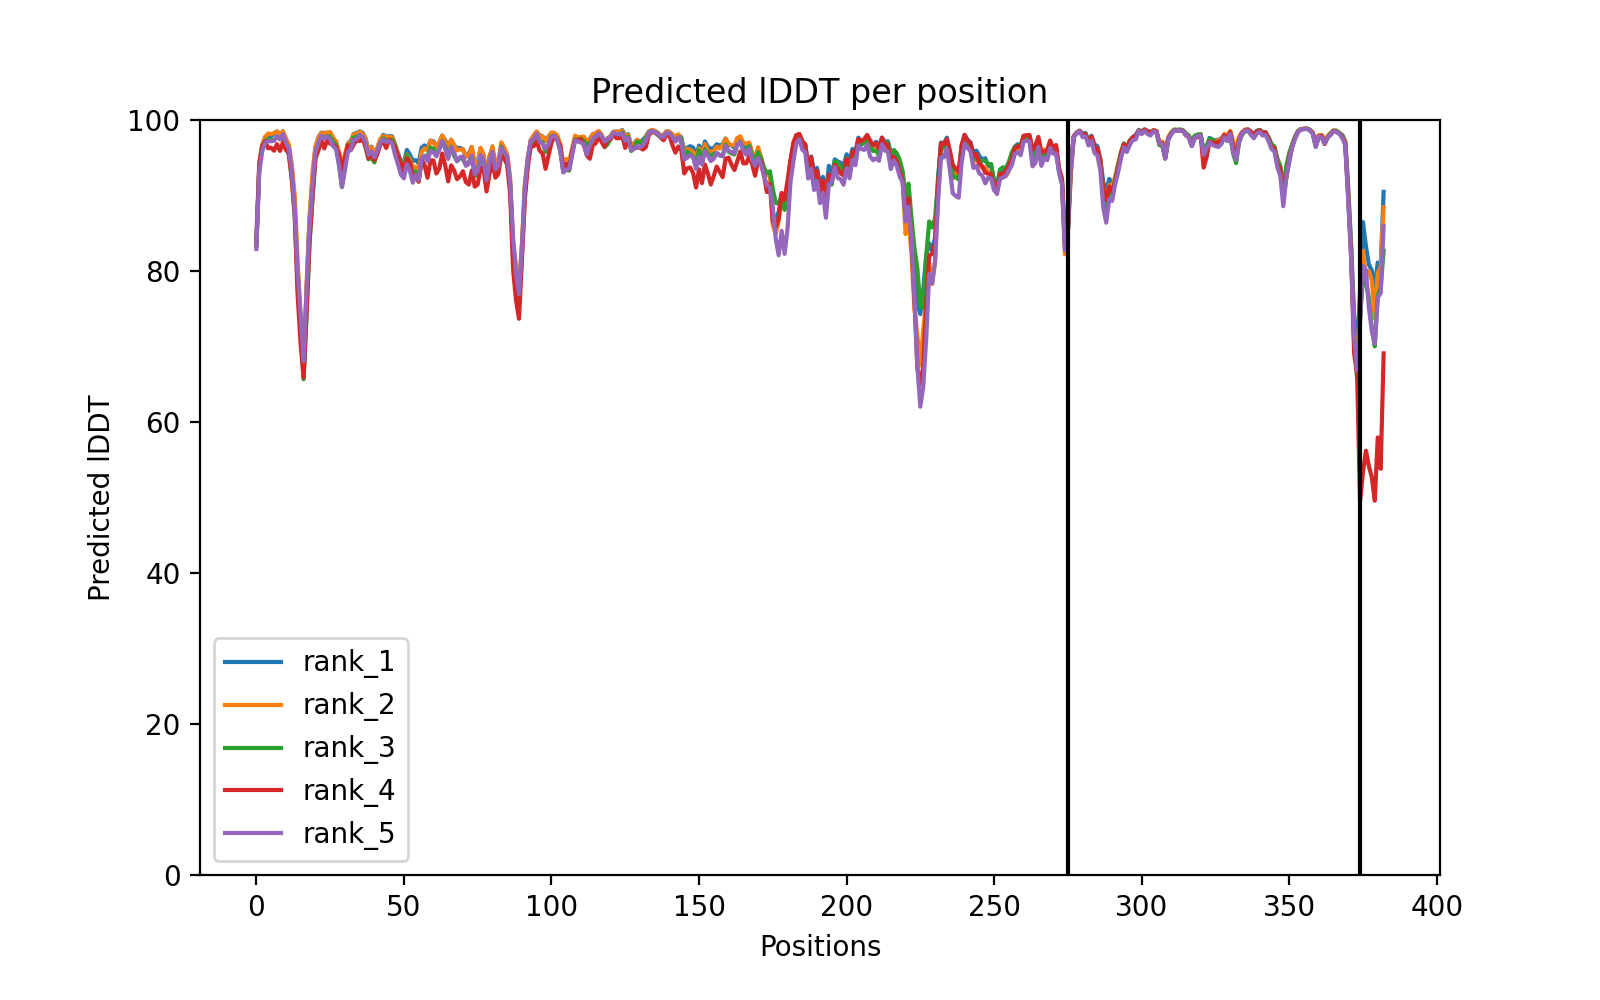 Predicted lDDT per position
100
80
60
40
20
0
Predicted lDDT
rank_1
rank_2
rank_3
rank_4
rank_5
0 50 100 150 200 250 300 350 400
Positions